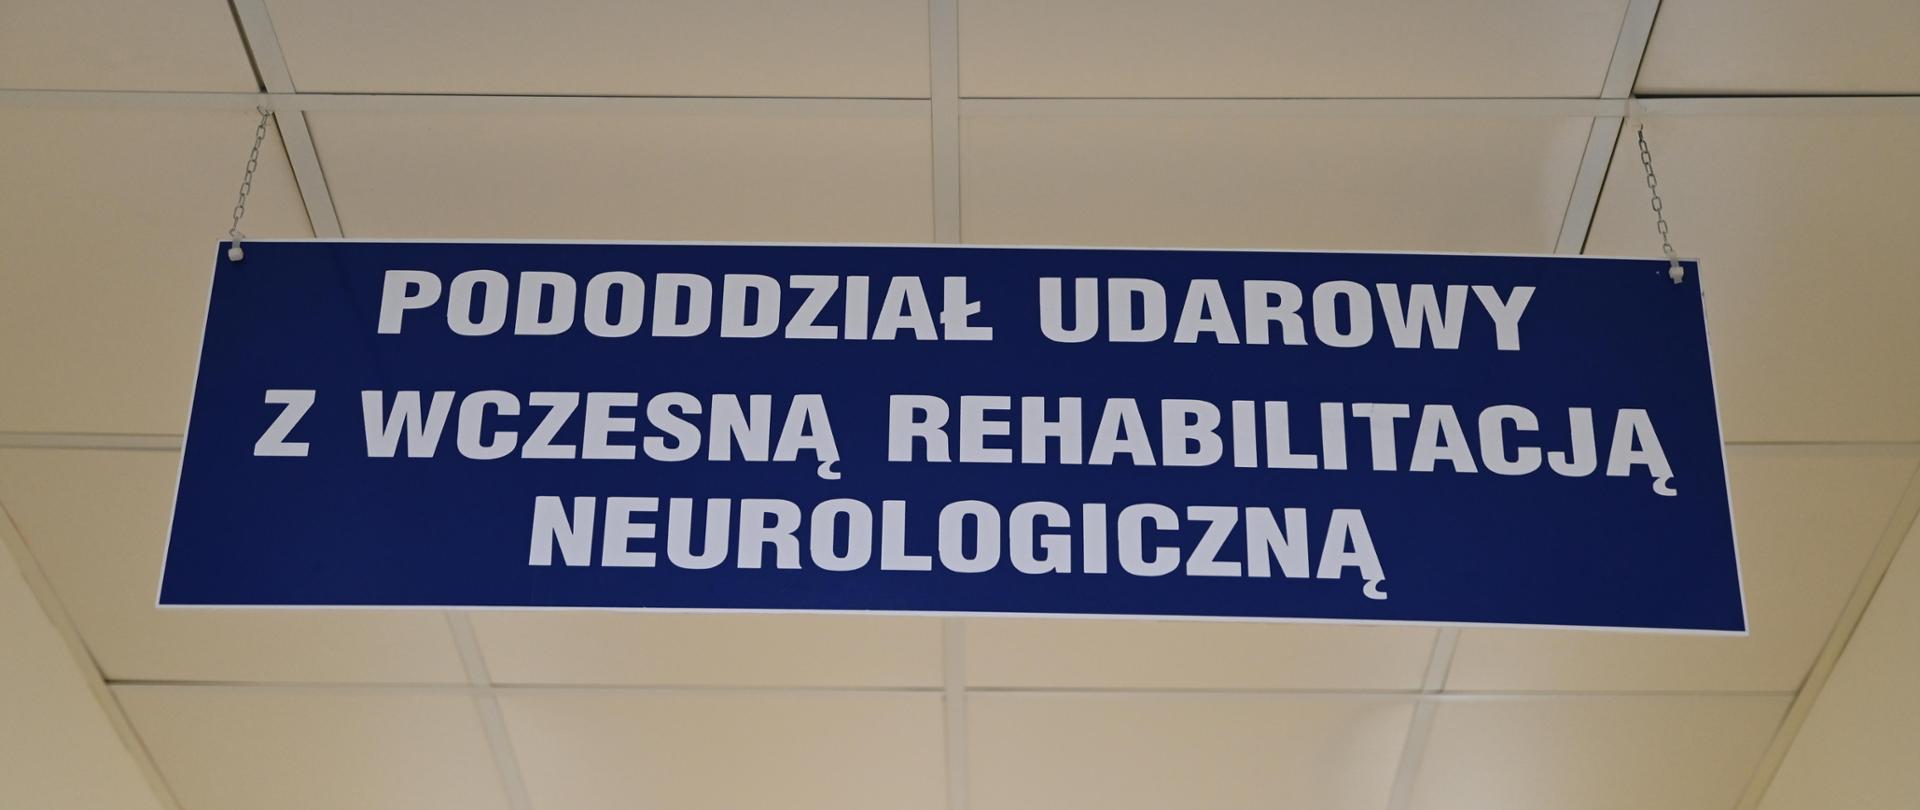 PODODDZIAŁ UDAROWY
Z WCZESNĄ REHABILITACJĄ
NEUROLOGICZNĄ